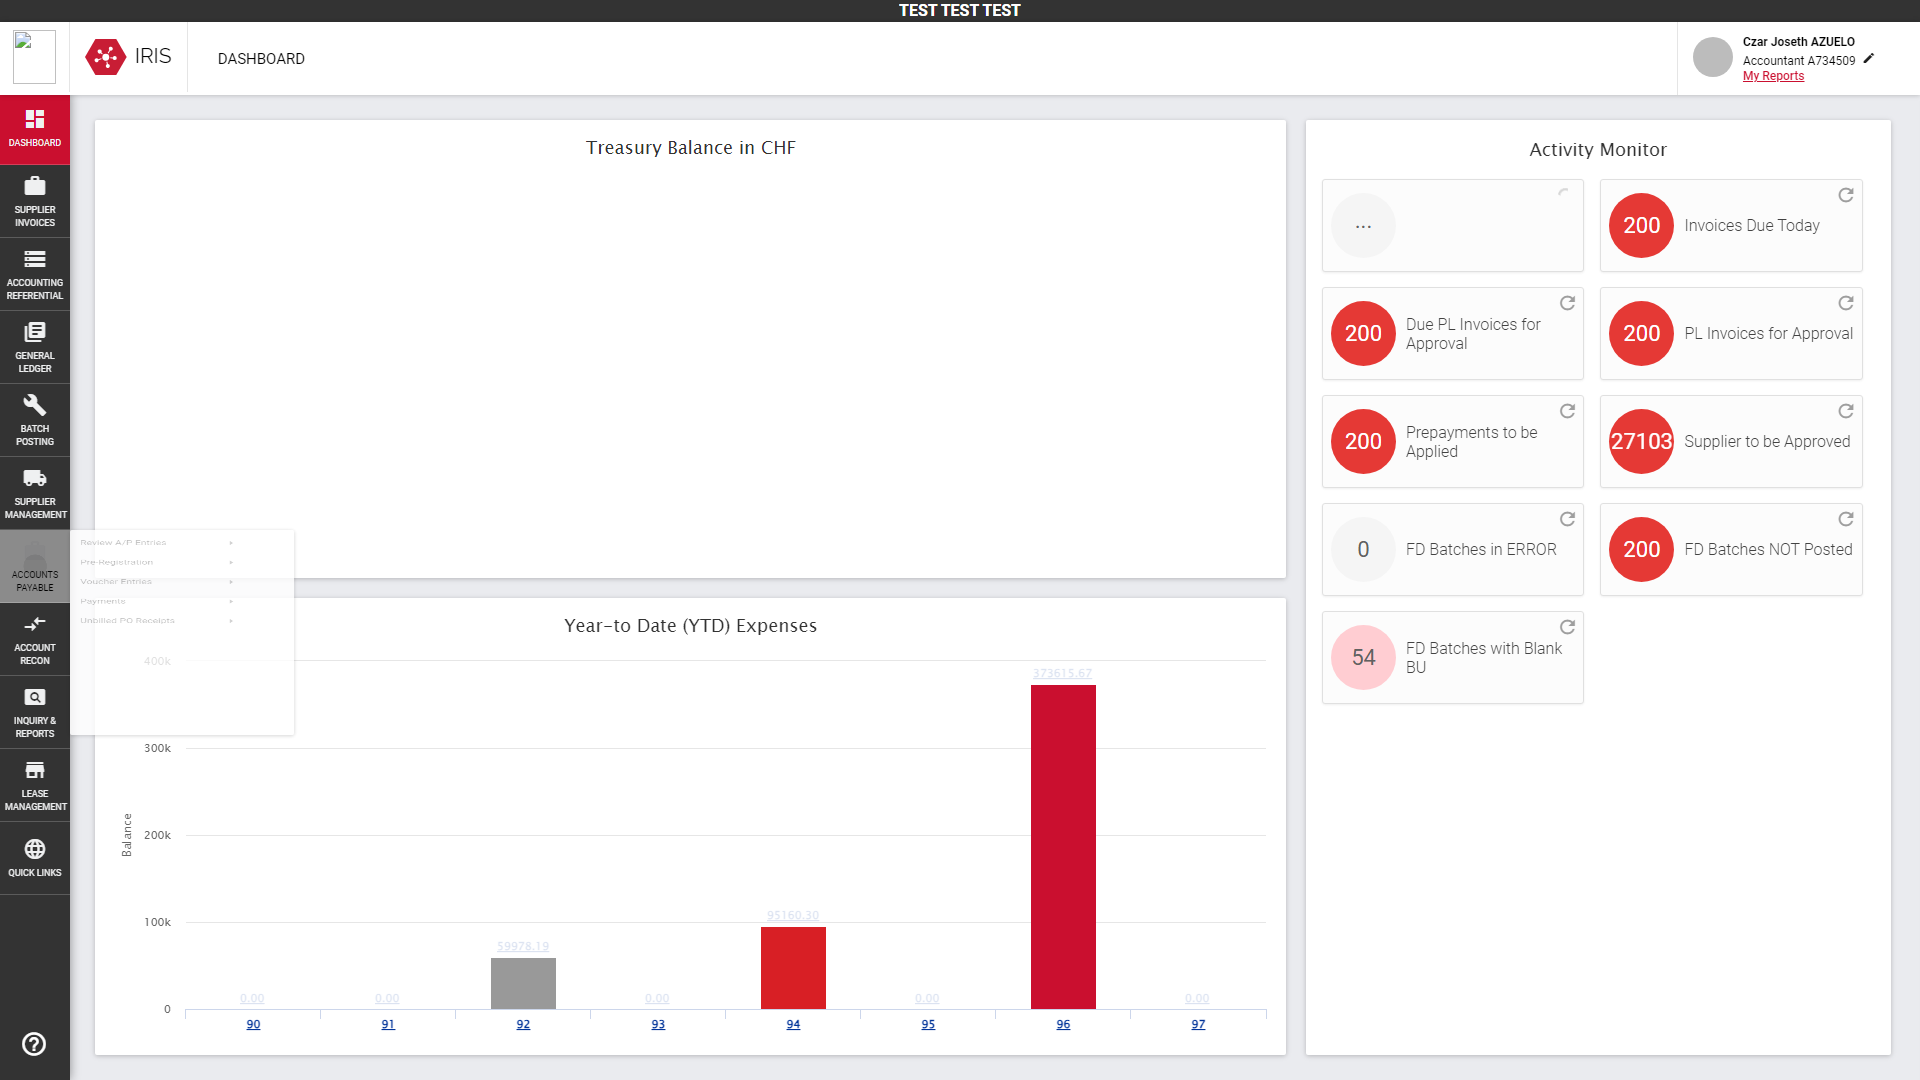 TEST TEST TEST
IRIS
DASHBOARD
Czar Joseth AZUELO
Accountant A734509
My Reports
DASHBOARD
SUPPLIER
INVOICES
ACCOUNTING
REFERENTIAL
GENERAL
LEDGER
BATCH
POSTING
SUPPLIER
MANAGEMENT
ACCOUNTS
PAYABLE
ACCOUNT
RECON
INQUIRY &
REPORTS
LEASE
MANAGEMENT
QUICK LINKS
Review A/P Entries
Pre-Registration
Voucher Entries
Payments
Unbilled PO Receipts
Treasury Balance in CHF
Year-to Date (YTD) Expenses
Balance
400k
300k
200k
100k
0
0.00
0.00
59978.19
0.00
95160.30
0.00
373615.67
0.00
90
91
92
93
94
95
96
97
Activity Monitor
...
200
Invoices Due Today
200
Due PL Invoices for
Approval
200
PL Invoices for Approval
200
Prepayments to be
Applied
27103
Supplier to be Approved
0
FD Batches in ERROR
200
FD Batches NOT Posted
54
FD Batches with Blank
BU